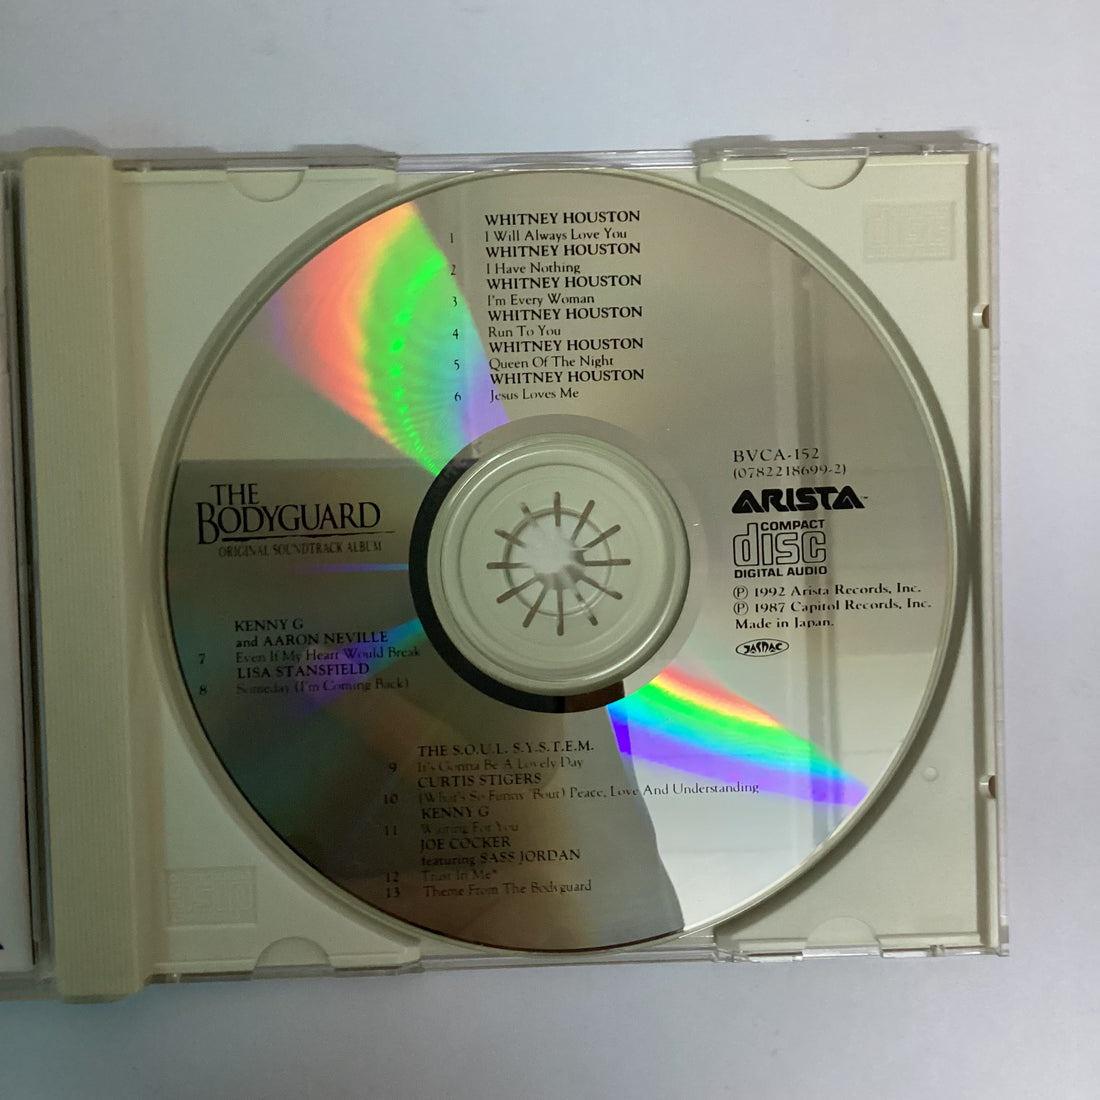 WHITNEY HOUSTON
1 I Will Always Love You
WHITNEY HOUSTON
2 I Have Nothing
WHITNEY HOUSTON
3 I'm Every Woman
WHITNEY HOUSTON
4 Run To You
WHITNEY HOUSTON
5 Queen Of The Night
WHITNEY HOUSTON
6 Jesus Loves Me
THE
BODYGUARD
ORIGINAL SOUNDTRACK ALBUM
BVCA-152
(0782218699-2)
ARISTA
COMPACT
disc
DIGITAL AUDIO
Ⓟ 1992 Arista Records, Inc.
Ⓟ 1987 Capitol Records, Inc.
Made in Japan.
JASRAC
KENNY G
and AARON NEVILLE
7 Even If My Heart Would Break
LISA STANSFIELD
8 Someday (I'm Coming Back)
THE S.O.U.L. S.Y.S.T.E.M.
9 It's Gonna Be A Lovely Day
CURTIS STIGERS
10 (What's So Funny 'Bout) Peace, Love And Understanding
KENNY G
11 Waiting For You
JOE COCKER
featuring SASS JORDAN
12 Trust In Me*
13 Theme From The Bodyguard